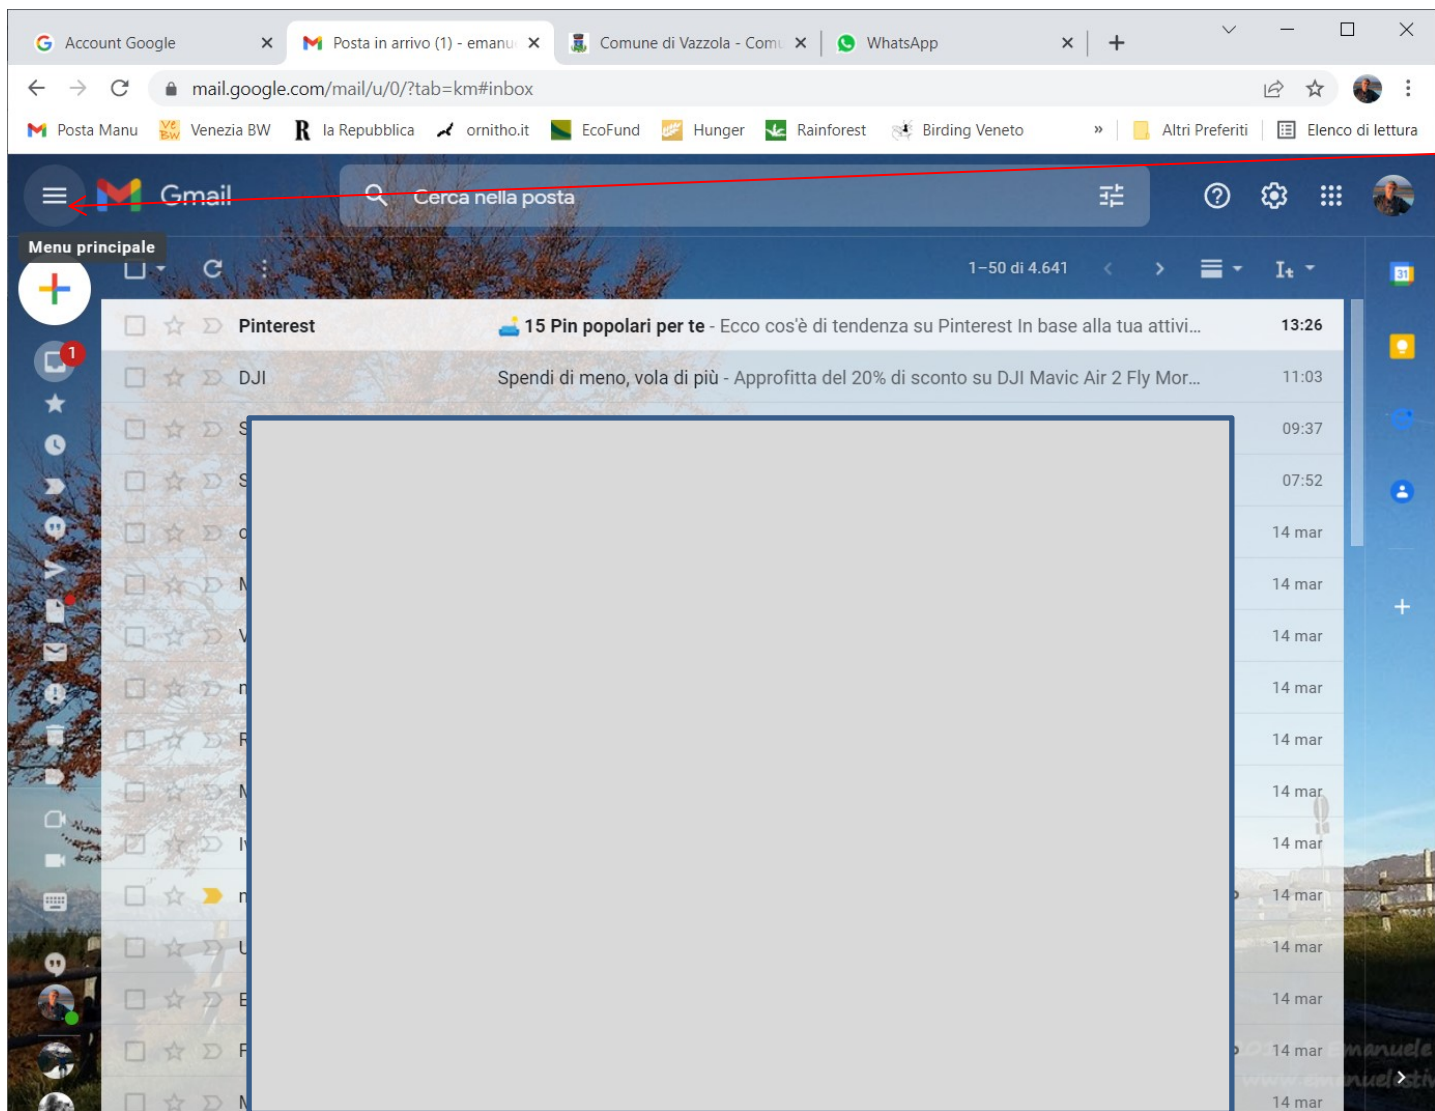 Account Google
Posta in arrivo (1) - emanu
Comune di Vazzola - Comu
WhatsApp
mail.google.com/mail/u/0/?tab=km#inbox
Posta Manu
Venezia BW
R la Repubblica
ornitho.it
EcoFund
Hunger
Rainforest
Birding Veneto
»
Altri Preferiti
Elenco di lettura
Gmail
Cerca nella posta
Menu principale
1–50 di 4.641
31
Pinterest 15 Pin popolari per te - Ecco cos'è di tendenza su Pinterest In base alla tua attivi... 13:26
1
DJI Spendi di meno, vola di più - Approfitta del 20% di sconto su DJI Mavic Air 2 Fly Mor... 11:03
S 09:37
S 07:52
14 mar
M 14 mar
V 14 mar
14 mar
R 14 mar
M 14 mar
14 mar
14 mar
U 14 mar
E 14 mar
F 14 mar
Emanuele
14 mar